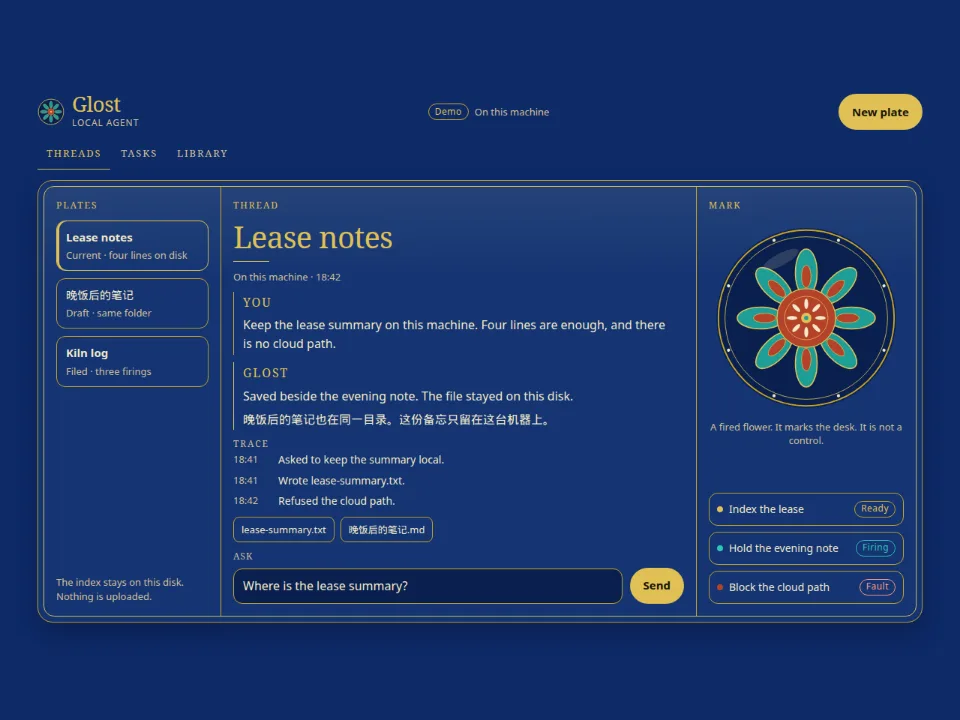 Glost
LOCAL AGENT
Demo On this machine
New plate
THREADS TASKS LIBRARY
PLATES
Lease notes
Current · four lines on disk
晚饭后的笔记
Draft · same folder
Kiln log
Filed · three firings
The index stays on this disk.
Nothing is uploaded.
THREAD
Lease notes
On this machine · 18:42
YOU
Keep the lease summary on this machine. Four lines are enough, and there
is no cloud path.
GLOST
Saved beside the evening note. The file stayed on this disk.
晚饭后的笔记也在同一目录。这份备忘只留在这台机器上。
TRACE
18:41 Asked to keep the summary local.
18:41 Wrote lease-summary.txt.
18:42 Refused the cloud path.
lease-summary.txt 晚饭后的笔记.md
ASK
Where is the lease summary?
Send
MARK
A fired flower. It marks the desk. It is not a
control.
Index the lease Ready
Hold the evening note Firing
Block the cloud path Fault